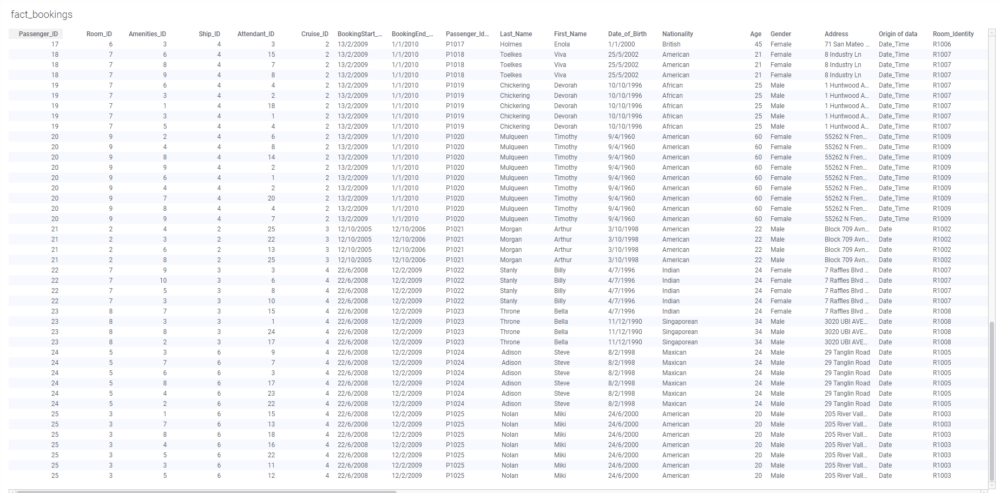 fact_bookings
Passenger_ID Room_ID Amenities_ID Ship_ID Attendant_ID Cruise_ID BookingStart_... BookingEnd_... Passenger_Id... Last_Name First_Name Date_of_Birth Nationality Age Gender Address Origin of data Room_Identity
17 6 3 4 3 2 13/2/2009 1/1/2010 P1017 Holmes Enola 1/1/2000 British 45 Female 71 San Mateo ... Date_Time R1006
18 7 6 4 15 2 13/2/2009 1/1/2010 P1018 Toelkes Viva 25/5/2002 American 21 Female 8 Industry Ln Date_Time R1007
18 7 8 4 7 2 13/2/2009 1/1/2010 P1018 Toelkes Viva 25/5/2002 American 21 Female 8 Industry Ln Date_Time R1007
18 7 9 4 8 2 13/2/2009 1/1/2010 P1018 Toelkes Viva 25/5/2002 American 21 Female 8 Industry Ln Date_Time R1007
19 7 6 4 4 2 13/2/2009 1/1/2010 P1019 Chickering Devorah 10/10/1996 African 25 Male 1 Huntwood A... Date_Time R1007
19 7 3 4 2 2 13/2/2009 1/1/2010 P1019 Chickering Devorah 10/10/1996 African 25 Male 1 Huntwood A... Date_Time R1007
19 7 1 4 18 2 13/2/2009 1/1/2010 P1019 Chickering Devorah 10/10/1996 African 25 Male 1 Huntwood A... Date_Time R1007
19 7 3 4 1 2 13/2/2009 1/1/2010 P1019 Chickering Devorah 10/10/1996 African 25 Male 1 Huntwood A... Date_Time R1007
19 7 5 4 4 2 13/2/2009 1/1/2010 P1019 Chickering Devorah 10/10/1996 African 25 Male 1 Huntwood A... Date_Time R1007
20 9 2 4 6 2 13/2/2009 1/1/2010 P1020 Mulqueen Timothy 9/4/1960 American 60 Female 55262 N Fren... Date_Time R1009
20 9 4 4 8 2 13/2/2009 1/1/2010 P1020 Mulqueen Timothy 9/4/1960 American 60 Female 55262 N Fren... Date_Time R1009
20 9 8 4 14 2 13/2/2009 1/1/2010 P1020 Mulqueen Timothy 9/4/1960 American 60 Female 55262 N Fren... Date_Time R1009
20 9 9 4 2 2 13/2/2009 1/1/2010 P1020 Mulqueen Timothy 9/4/1960 American 60 Female 55262 N Fren... Date_Time R1009
20 9 6 4 1 2 13/2/2009 1/1/2010 P1020 Mulqueen Timothy 9/4/1960 American 60 Female 55262 N Fren... Date_Time R1009
20 9 4 4 2 2 13/2/2009 1/1/2010 P1020 Mulqueen Timothy 9/4/1960 American 60 Female 55262 N Fren... Date_Time R1009
20 9 7 4 20 2 13/2/2009 1/1/2010 P1020 Mulqueen Timothy 9/4/1960 American 60 Female 55262 N Fren... Date_Time R1009
20 9 8 4 4 2 13/2/2009 1/1/2010 P1020 Mulqueen Timothy 9/4/1960 American 60 Female 55262 N Fren... Date_Time R1009
20 9 9 4 7 2 13/2/2009 1/1/2010 P1020 Mulqueen Timothy 9/4/1960 American 60 Female 55262 N Fren... Date_Time R1009
21 2 4 2 25 3 12/10/2005 12/10/2006 P1021 Morgan Arthur 3/10/1998 American 22 Male Block 709 Avn... Date R1002
21 2 3 2 22 3 12/10/2005 12/10/2006 P1021 Morgan Arthur 3/10/1998 American 22 Male Block 709 Avn... Date R1002
21 2 6 2 13 3 12/10/2005 12/10/2006 P1021 Morgan Arthur 3/10/1998 American 22 Male Block 709 Avn... Date R1002
21 2 8 2 25 3 12/10/2005 12/10/2006 P1021 Morgan Arthur 3/10/1998 American 22 Male Block 709 Avn... Date R1002
22 7 9 3 3 4 22/6/2008 12/2/2009 P1022 Stanly Billy 4/7/1996 Indian 24 Female 7 Raffles Blvd ... Date R1007
22 7 10 3 6 4 22/6/2008 12/2/2009 P1022 Stanly Billy 4/7/1996 Indian 24 Female 7 Raffles Blvd ... Date R1007
22 7 5 3 8 4 22/6/2008 12/2/2009 P1022 Stanly Billy 4/7/1996 Indian 24 Female 7 Raffles Blvd ... Date R1007
22 7 3 3 10 4 22/6/2008 12/2/2009 P1022 Stanly Billy 4/7/1996 Indian 24 Female 7 Raffles Blvd ... Date R1007
23 8 7 3 15 4 22/6/2008 12/2/2009 P1023 Throne Bella 4/7/1996 Indian 24 Female 7 Raffles Blvd ... Date R1008
23 8 3 3 1 4 22/6/2008 12/2/2009 P1023 Throne Bella 11/12/1990 Singaporean 34 Male 3020 UBI AVE... Date R1008
23 8 8 3 24 4 22/6/2008 12/2/2009 P1023 Throne Bella 11/12/1990 Singaporean 34 Male 3020 UBI AVE... Date R1008
23 8 2 3 17 4 22/6/2008 12/2/2009 P1023 Throne Bella 11/12/1990 Singaporean 34 Male 3020 UBI AVE... Date R1008
24 5 3 6 9 4 22/6/2008 12/2/2009 P1024 Adison Steve 8/2/1998 Maxican 24 Male 29 Tanglin Road Date R1005
24 5 7 6 7 4 22/6/2008 12/2/2009 P1024 Adison Steve 8/2/1998 Maxican 24 Male 29 Tanglin Road Date R1005
24 5 6 6 3 4 22/6/2008 12/2/2009 P1024 Adison Steve 8/2/1998 Maxican 24 Male 29 Tanglin Road Date R1005
24 5 8 6 17 4 22/6/2008 12/2/2009 P1024 Adison Steve 8/2/1998 Maxican 24 Male 29 Tanglin Road Date R1005
24 5 4 6 23 4 22/6/2008 12/2/2009 P1024 Adison Steve 8/2/1998 Maxican 24 Male 29 Tanglin Road Date R1005
24 5 2 6 22 4 22/6/2008 12/2/2009 P1024 Adison Steve 8/2/1998 Maxican 24 Male 29 Tanglin Road Date R1005
25 3 1 6 15 4 22/6/2008 12/2/2009 P1025 Nolan Miki 24/6/2000 American 20 Male 205 River Vall... Date R1003
25 3 7 6 13 4 22/6/2008 12/2/2009 P1025 Nolan Miki 24/6/2000 American 20 Male 205 River Vall... Date R1003
25 3 8 6 18 4 22/6/2008 12/2/2009 P1025 Nolan Miki 24/6/2000 American 20 Male 205 River Vall... Date R1003
25 3 4 6 16 4 22/6/2008 12/2/2009 P1025 Nolan Miki 24/6/2000 American 20 Male 205 River Vall... Date R1003
25 3 5 6 22 4 22/6/2008 12/2/2009 P1025 Nolan Miki 24/6/2000 American 20 Male 205 River Vall... Date R1003
25 3 3 6 11 4 22/6/2008 12/2/2009 P1025 Nolan Miki 24/6/2000 American 20 Male 205 River Vall... Date R1003
25 3 5 6 12 4 22/6/2008 12/2/2009 P1025 Nolan Miki 24/6/2000 American 20 Male 205 River Vall... Date R1003